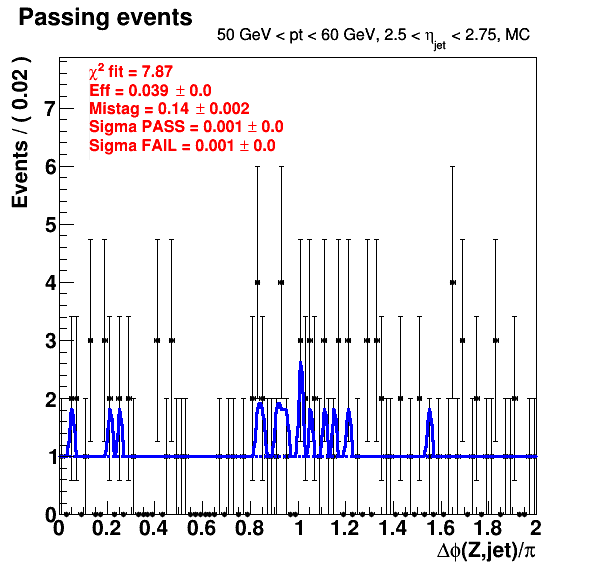 Passing events
50 GeV < pt < 60 GeV, 2.5 < η_jet < 2.75, MC
χ² fit = 7.87
Eff = 0.039 ± 0.0
Mistag = 0.14 ± 0.002
Sigma PASS = 0.001 ± 0.0
Sigma FAIL = 0.001 ± 0.0
Events / ( 0.02 )
7
6
5
4
3
2
1
0
0 0.2 0.4 0.6 0.8 1 1.2 1.4 1.6 1.8 2
Δϕ(Z,jet)/π